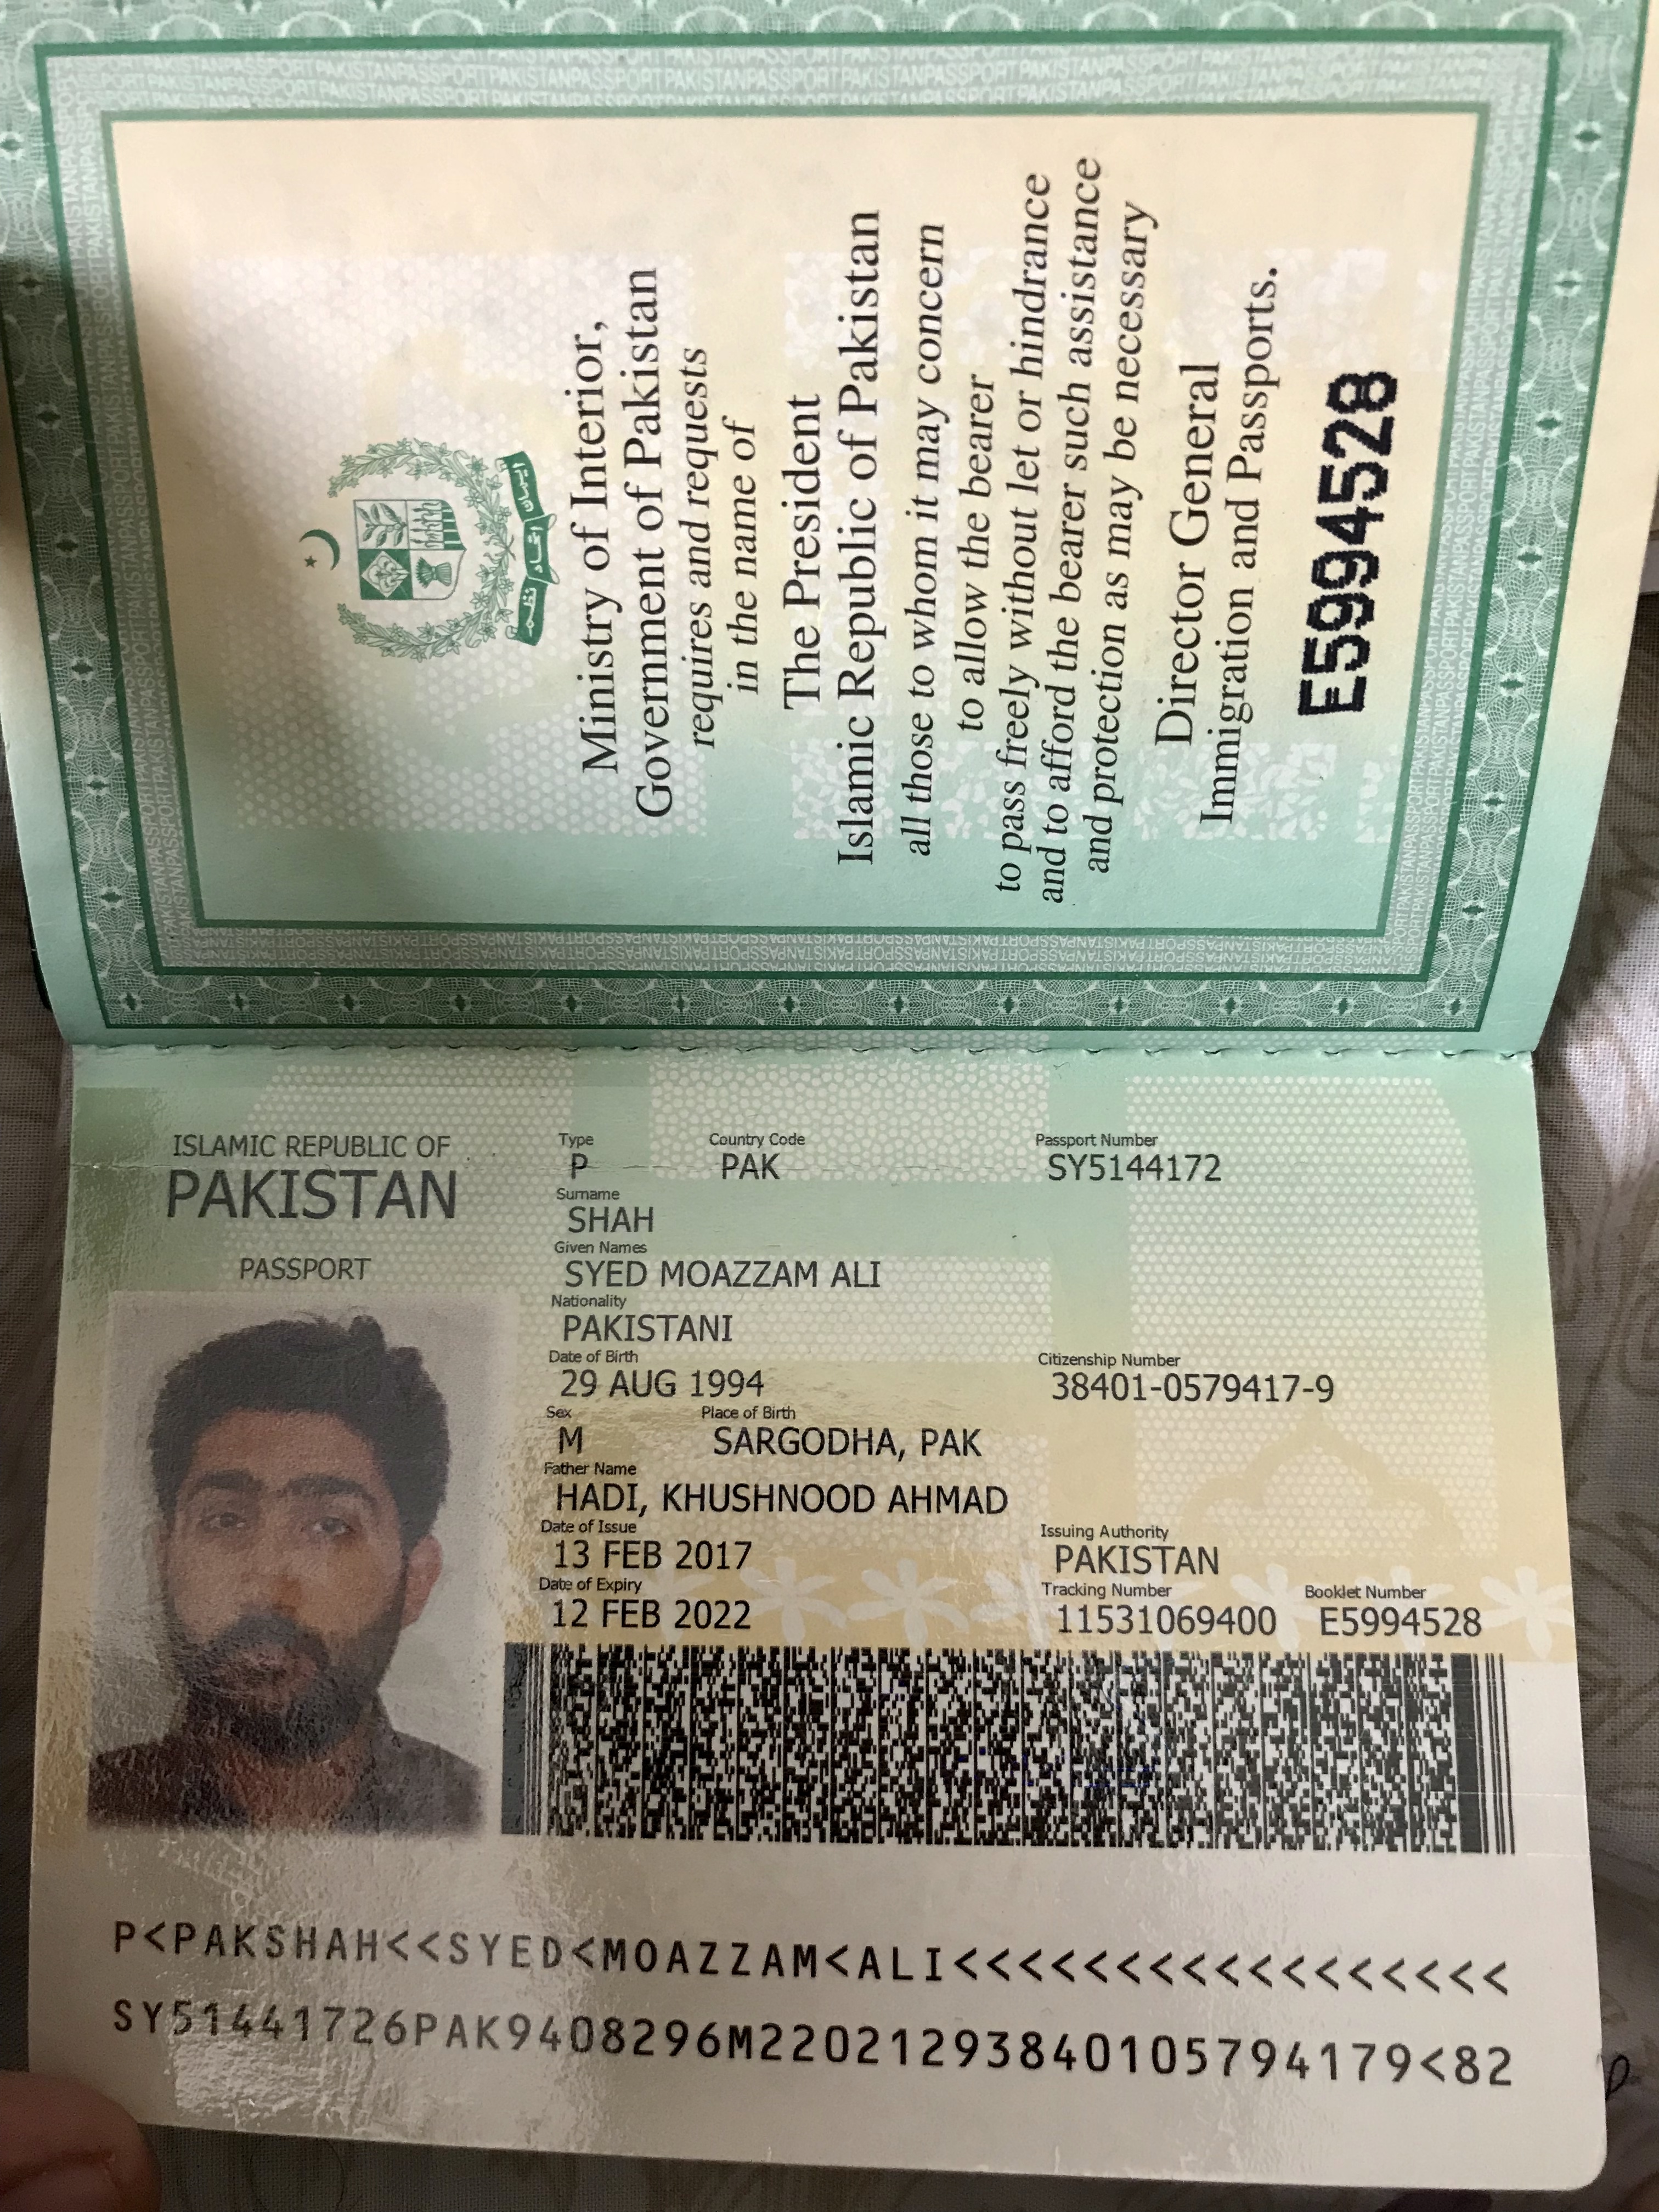 ایمان اتحاد نظم
Ministry of Interior,
Government of Pakistan
requires and requests
in the name of
The President
Islamic Republic of Pakistan
all those to whom it may concern
to allow the bearer
to pass freely without let or hindrance
and to afford the bearer such assistance
and protection as may be necessary
Director General
Immigration and Passports.
E5994528
ISLAMIC REPUBLIC OF
PAKISTAN
PASSPORT
Type Country Code Passport Number
P PAK SY5144172
Surname
SHAH
Given Names
SYED MOAZZAM ALI
Nationality
PAKISTANI
Date of Birth Citizenship Number
29 AUG 1994 38401-0579417-9
Sex Place of Birth
M SARGODHA, PAK
Father Name
HADI, KHUSHNOOD AHMAD
Date of Issue Issuing Authority
13 FEB 2017 PAKISTAN
Date of Expiry Tracking Number Booklet Number
12 FEB 2022 11531069400 E5994528
P<PAKSHAH<<SYED<MOAZZAM<ALI<<<<<<<<<<<<<<<<<
SY51441726PAK9408296M22021293840105794179<82